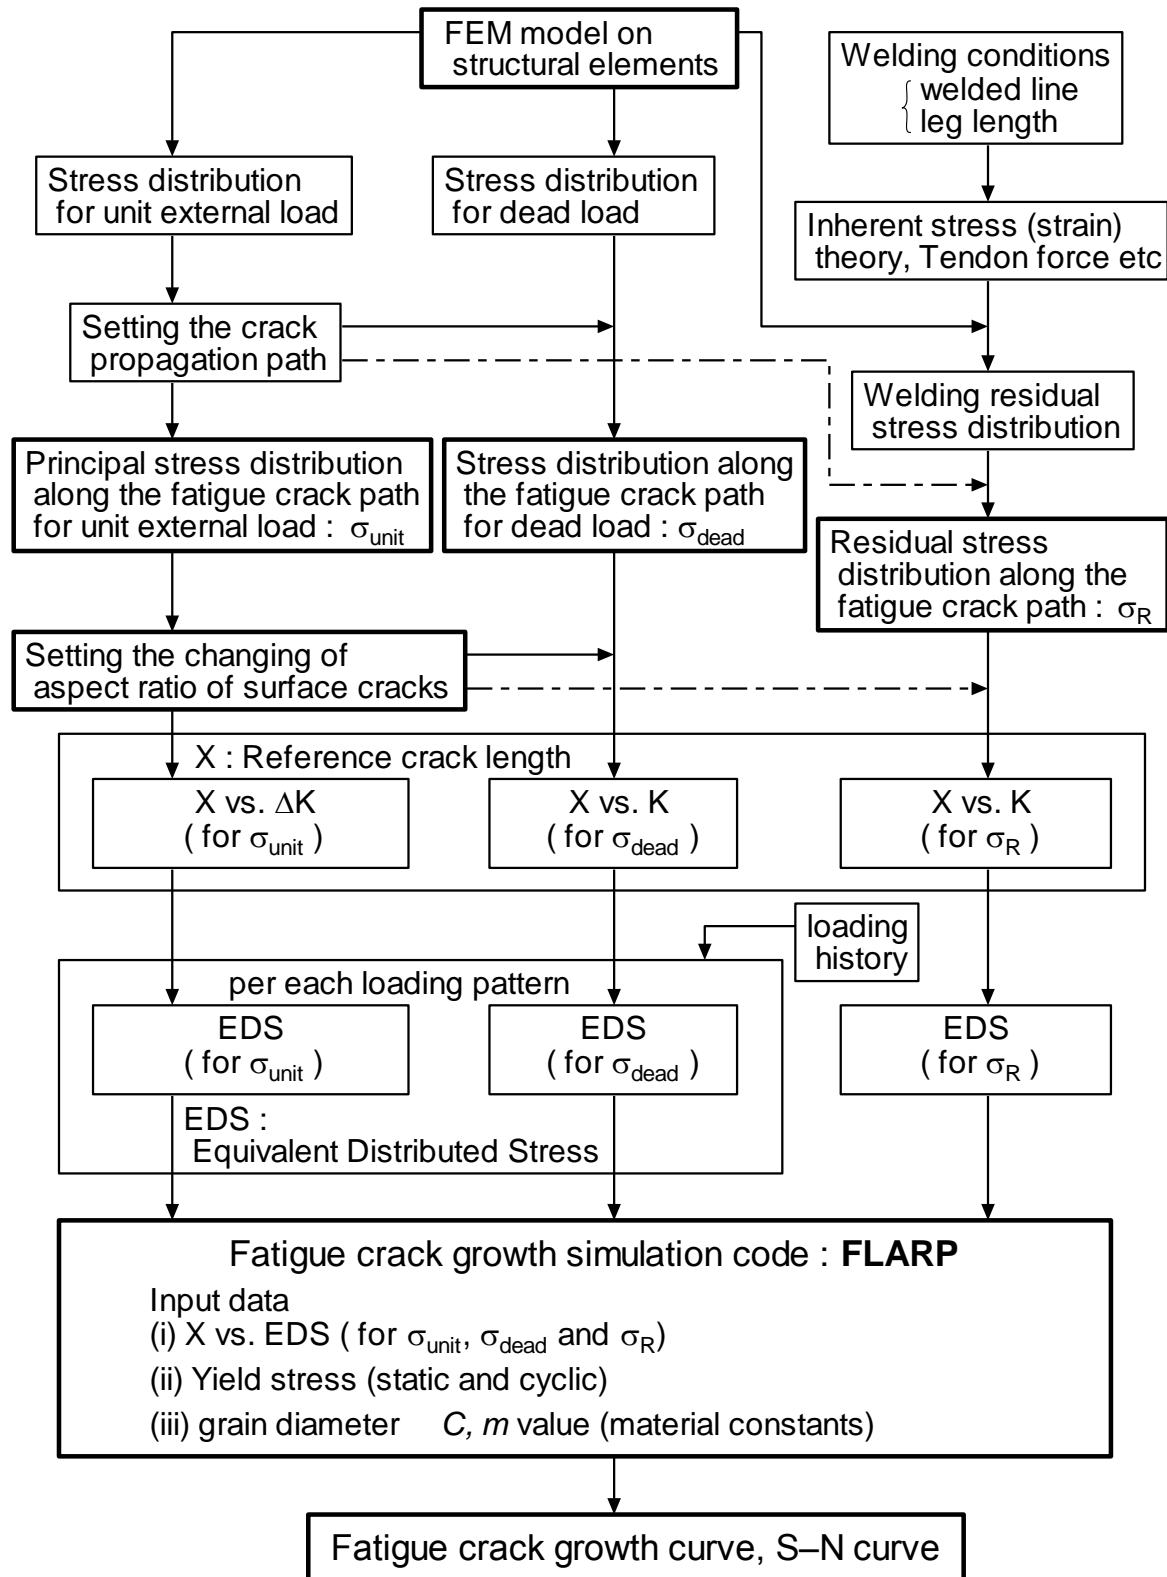 FEM model on
structural elements
Welding conditions
welded line
leg length
Stress distribution
for unit external load
Stress distribution
for dead load
Inherent stress (strain)
theory, Tendon force etc
Setting the crack
propagation path
Welding residual
stress distribution
Principal stress distribution
along the fatigue crack path
for unit external load : σunit
Stress distribution along
the fatigue crack path
for dead load : σdead
Residual stress
distribution along the
fatigue crack path : σR
Setting the changing of
aspect ratio of surface cracks
X : Reference crack length
X vs. ΔK
( for σunit )
X vs. K
( for σdead )
X vs. K
( for σR )
loading
history
per each loading pattern
EDS
( for σunit )
EDS
( for σdead )
EDS
( for σR )
EDS :
Equivalent Distributed Stress
Fatigue crack growth simulation code : FLARP
Input data
(i) X vs. EDS ( for σunit, σdead and σR)
(ii) Yield stress (static and cyclic)
(iii) grain diameter C, m value (material constants)
Fatigue crack growth curve, S–N curve